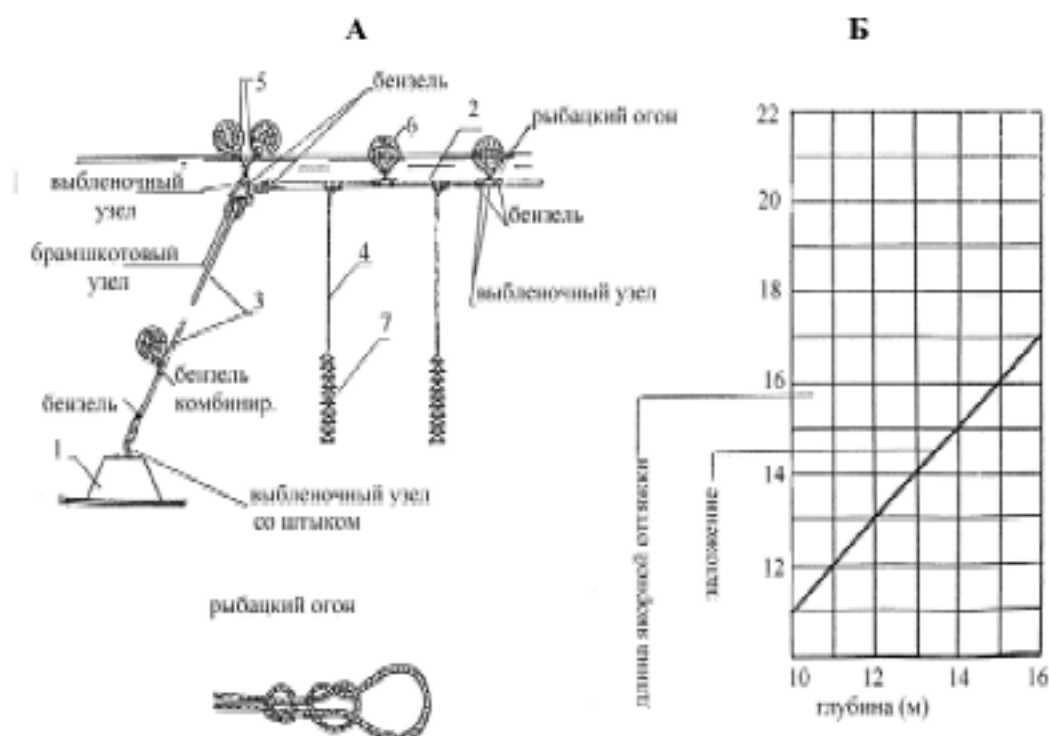 А
Б
5
бензель
2
рыбацкий огон
6
выбленочный
узел
бензель
брамшкотовый
узел
4
выбленочный узел
3
7
бензель
комбинир.
бензель
1
выбленочный узел
со штыком
рыбацкий огон
22
20
18
16
14
12
длина якорной оттяжки
заложение
10 12 14 16
глубина (м)